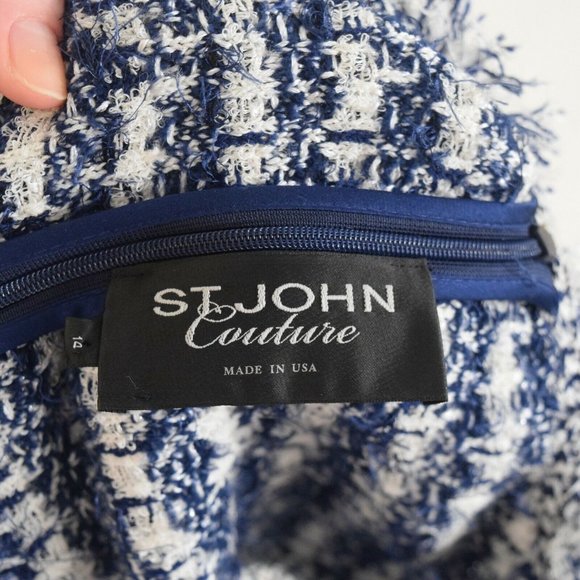 ST. JOHN
Couture
MADE IN USA
14